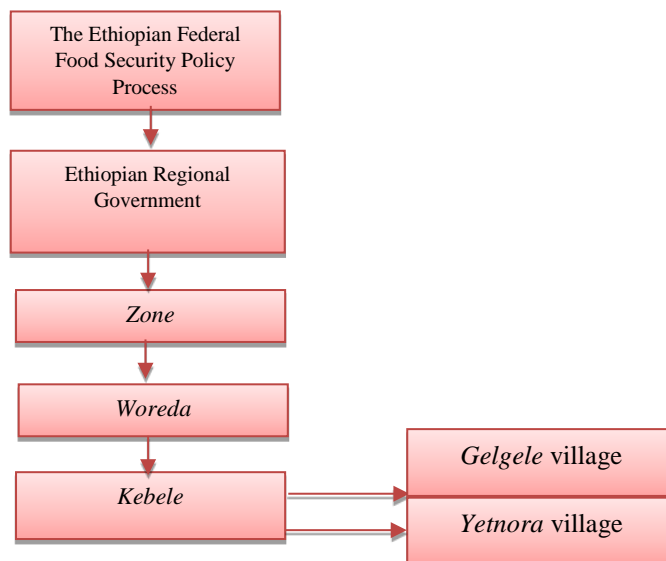 The Ethiopian Federal
Food Security Policy
Process
Ethiopian Regional
Government
Zone
Woreda
Kebele
Gelgele village
Yetnora village